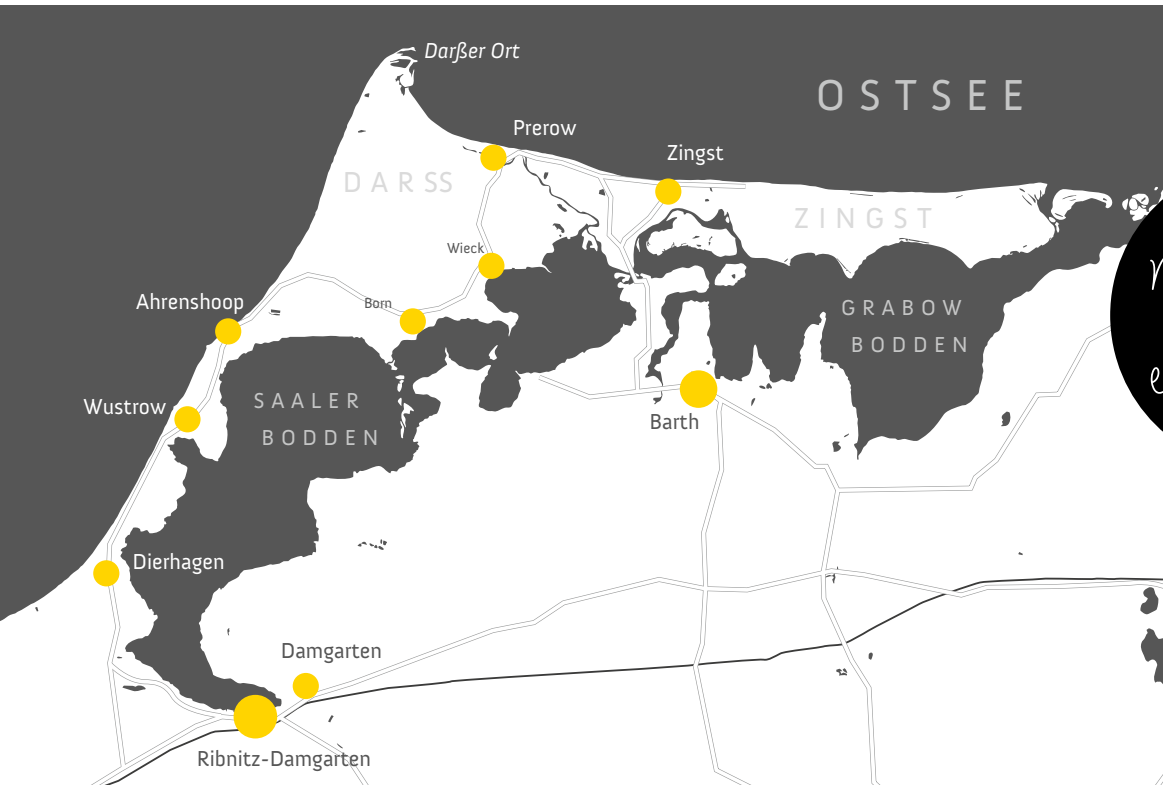 Darßer Ort
OSTSEE
Prerow
Zingst
DARSS
ZINGST
Wieck
Ahrenshoop
Born
GRABOW
BODDEN
SAALER
BODDEN
Wustrow
Barth
Dierhagen
Damgarten
Ribnitz-Damgarten